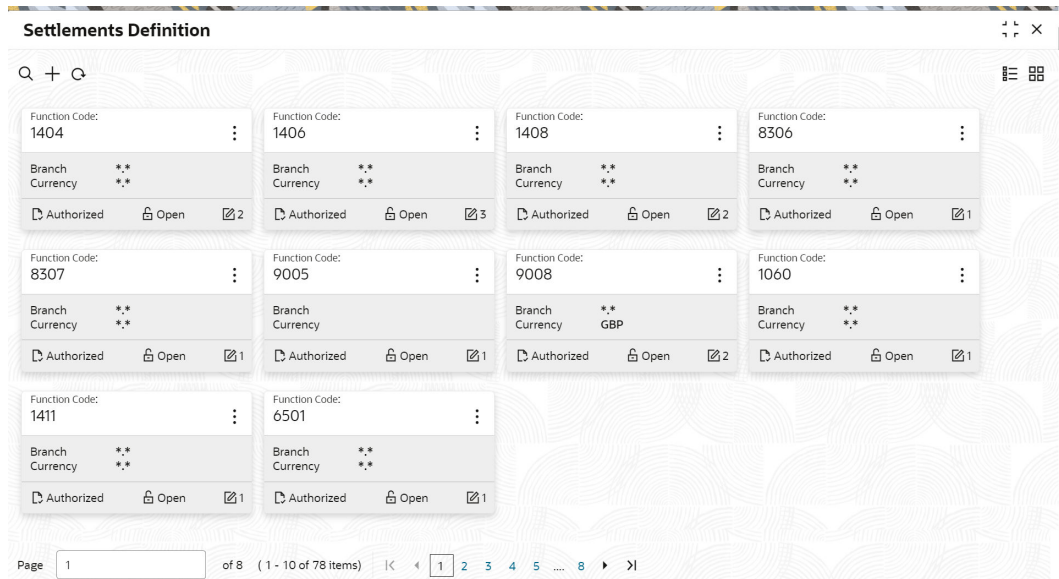 Settlements Definition
Function Code: Function Code: Function Code: Function Code:
1404 1406 1408 8306
Branch *.* Branch *.* Branch *.* Branch *.*
Currency *.* Currency *.* Currency *.* Currency *.*
Authorized Open 2 Authorized Open 3 Authorized Open 2 Authorized Open 1
Function Code: Function Code: Function Code: Function Code:
8307 9005 9008 1060
Branch *.* Branch Branch *.* Branch *.*
Currency *.* Currency Currency GBP Currency *.*
Authorized Open 1 Authorized Open 1 Authorized Open 2 Authorized Open 1
Function Code: Function Code:
1411 6501
Branch *.* Branch *.*
Currency *.* Currency *.*
Authorized Open 1 Authorized Open 1
Page 1 of 8 ( 1 - 10 of 78 items) 1 2 3 4 5 .... 8